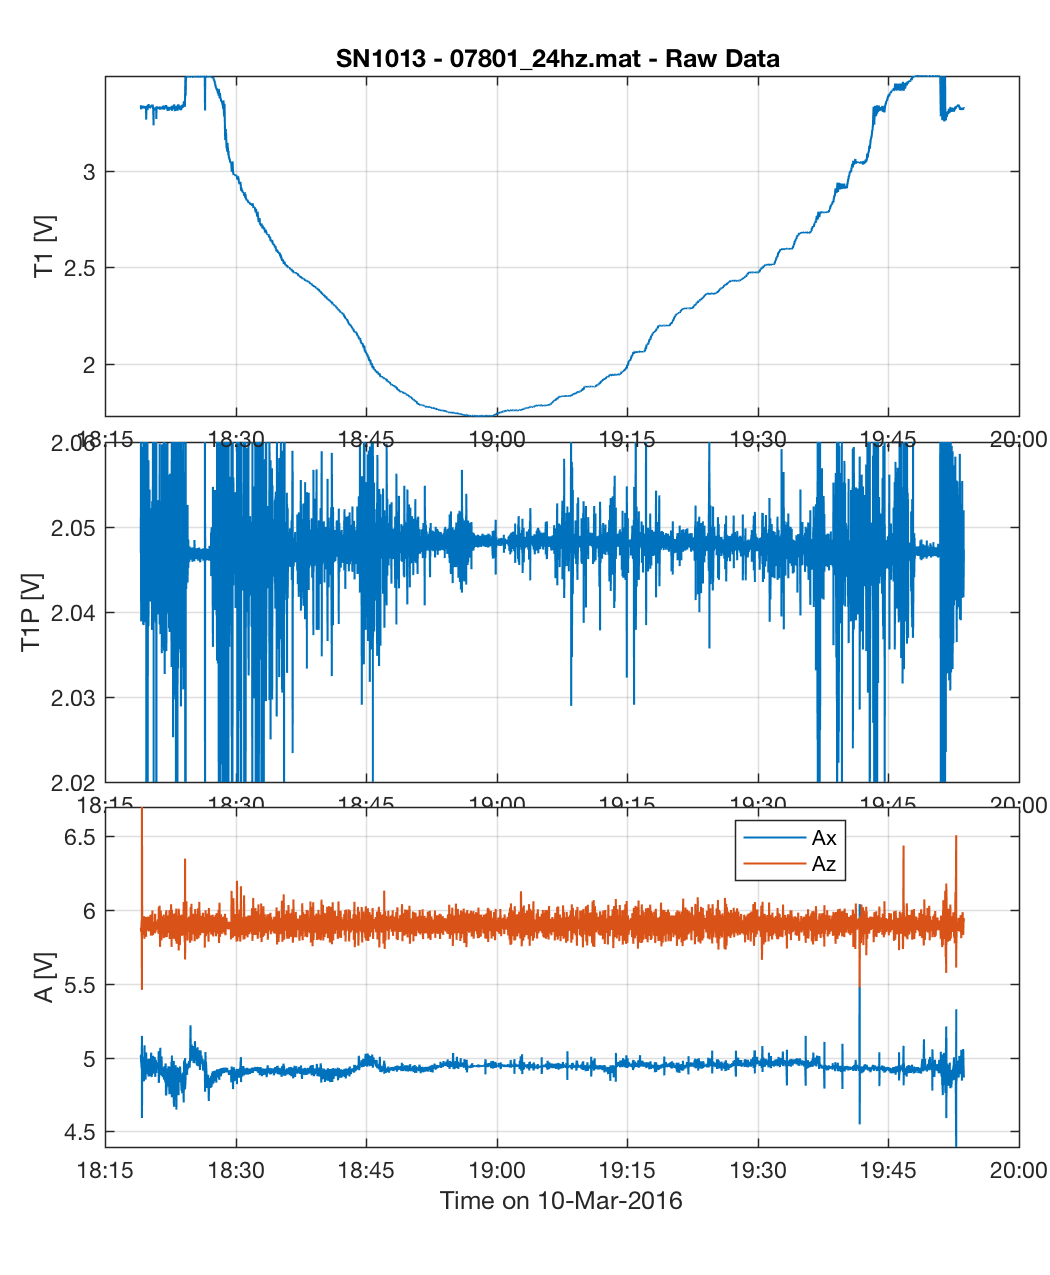 SN1013 - 07801_24hz.mat - Raw Data
3
2.5
2
T1 [V]
18:15 18:30 18:45 19:00 19:15 19:30 19:45 20:00
2.06
2.05
2.04
2.03
2.02
T1P [V]
18:15 18:30 18:45 19:00 19:15 19:30 19:45 20:00
Ax
Az
6.5
6
5.5
5
4.5
A [V]
18:15 18:30 18:45 19:00 19:15 19:30 19:45 20:00
Time on 10-Mar-2016